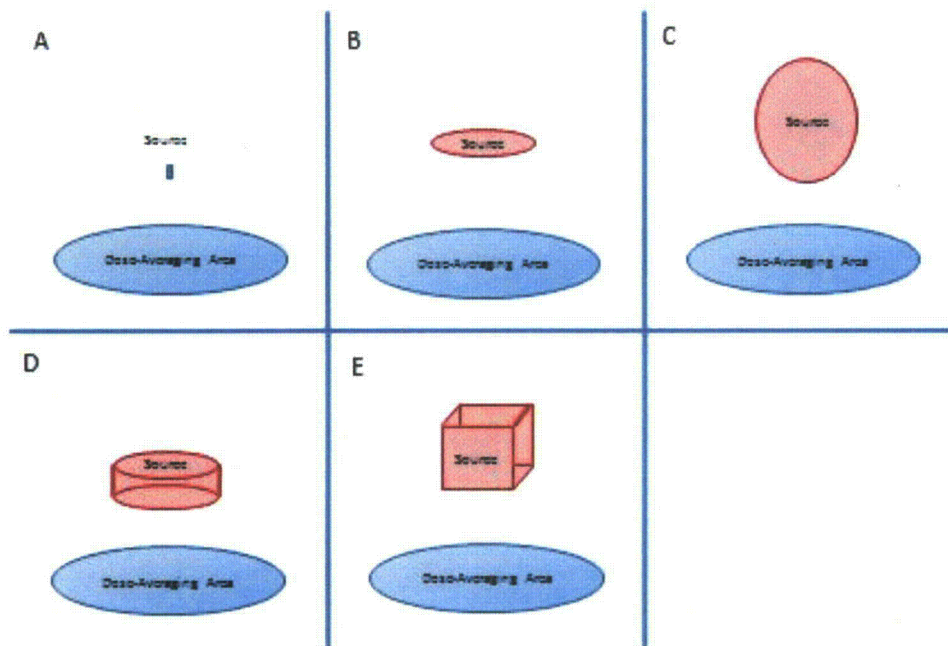 A
B
C
Source
Source
Source
Dose-Averaging Area
Dose-Averaging Area
Dose-Averaging Area
D
E
Source
Source
Dose-Averaging Area
Dose-Averaging Area